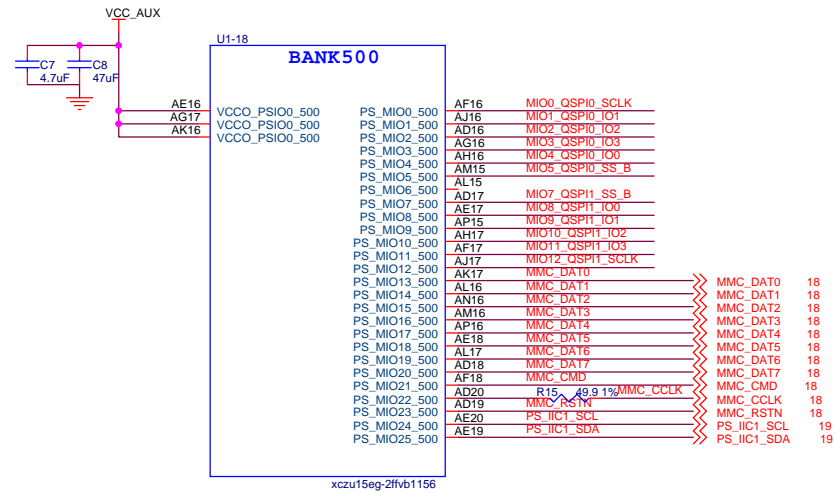 VCC_AUX
U1-18
BANK500
C7
4.7uF
C8
47uF
AE16 VCCO_PSIO0_500
AG17 VCCO_PSIO0_500
AK16 VCCO_PSIO0_500
PS_MIO0_500 AF16 MIO0_QSPI0_SCLK
PS_MIO1_500 AJ16 MIO1_QSPI0_IO1
PS_MIO2_500 AD16 MIO2_QSPI0_IO2
PS_MIO3_500 AG16 MIO3_QSPI0_IO3
PS_MIO4_500 AH16 MIO4_QSPI0_IO0
PS_MIO5_500 AM15 MIO5_QSPI0_SS_B
PS_MIO6_500 AL15
PS_MIO7_500 AD17 MIO7_QSPI1_SS_B
PS_MIO8_500 AE17 MIO8_QSPI1_IO0
PS_MIO9_500 AP15 MIO9_QSPI1_IO1
PS_MIO10_500 AH17 MIO10_QSPI1_IO2
PS_MIO11_500 AF17 MIO11_QSPI1_IO3
PS_MIO12_500 AJ17 MIO12_QSPI1_SCLK
PS_MIO13_500 AK17 MMC_DAT0 MMC_DAT0 18
PS_MIO14_500 AL16 MMC_DAT1 MMC_DAT1 18
PS_MIO15_500 AN16 MMC_DAT2 MMC_DAT2 18
PS_MIO16_500 AM16 MMC_DAT3 MMC_DAT3 18
PS_MIO17_500 AP16 MMC_DAT4 MMC_DAT4 18
PS_MIO18_500 AE18 MMC_DAT5 MMC_DAT5 18
PS_MIO19_500 AL17 MMC_DAT6 MMC_DAT6 18
PS_MIO20_500 AD18 MMC_DAT7 MMC_DAT7 18
PS_MIO21_500 AF18 MMC_CMD MMC_CMD 18
PS_MIO22_500 AD20 R15 49.9 1% MMC_CCLK MMC_CCLK 18
PS_MIO23_500 AD19 MMC_RSTN MMC_RSTN 18
PS_MIO24_500 AE20 PS_IIC1_SCL PS_IIC1_SCL 19
PS_MIO25_500 AE19 PS_IIC1_SDA PS_IIC1_SDA 19
xczu15eg-2ffvb1156